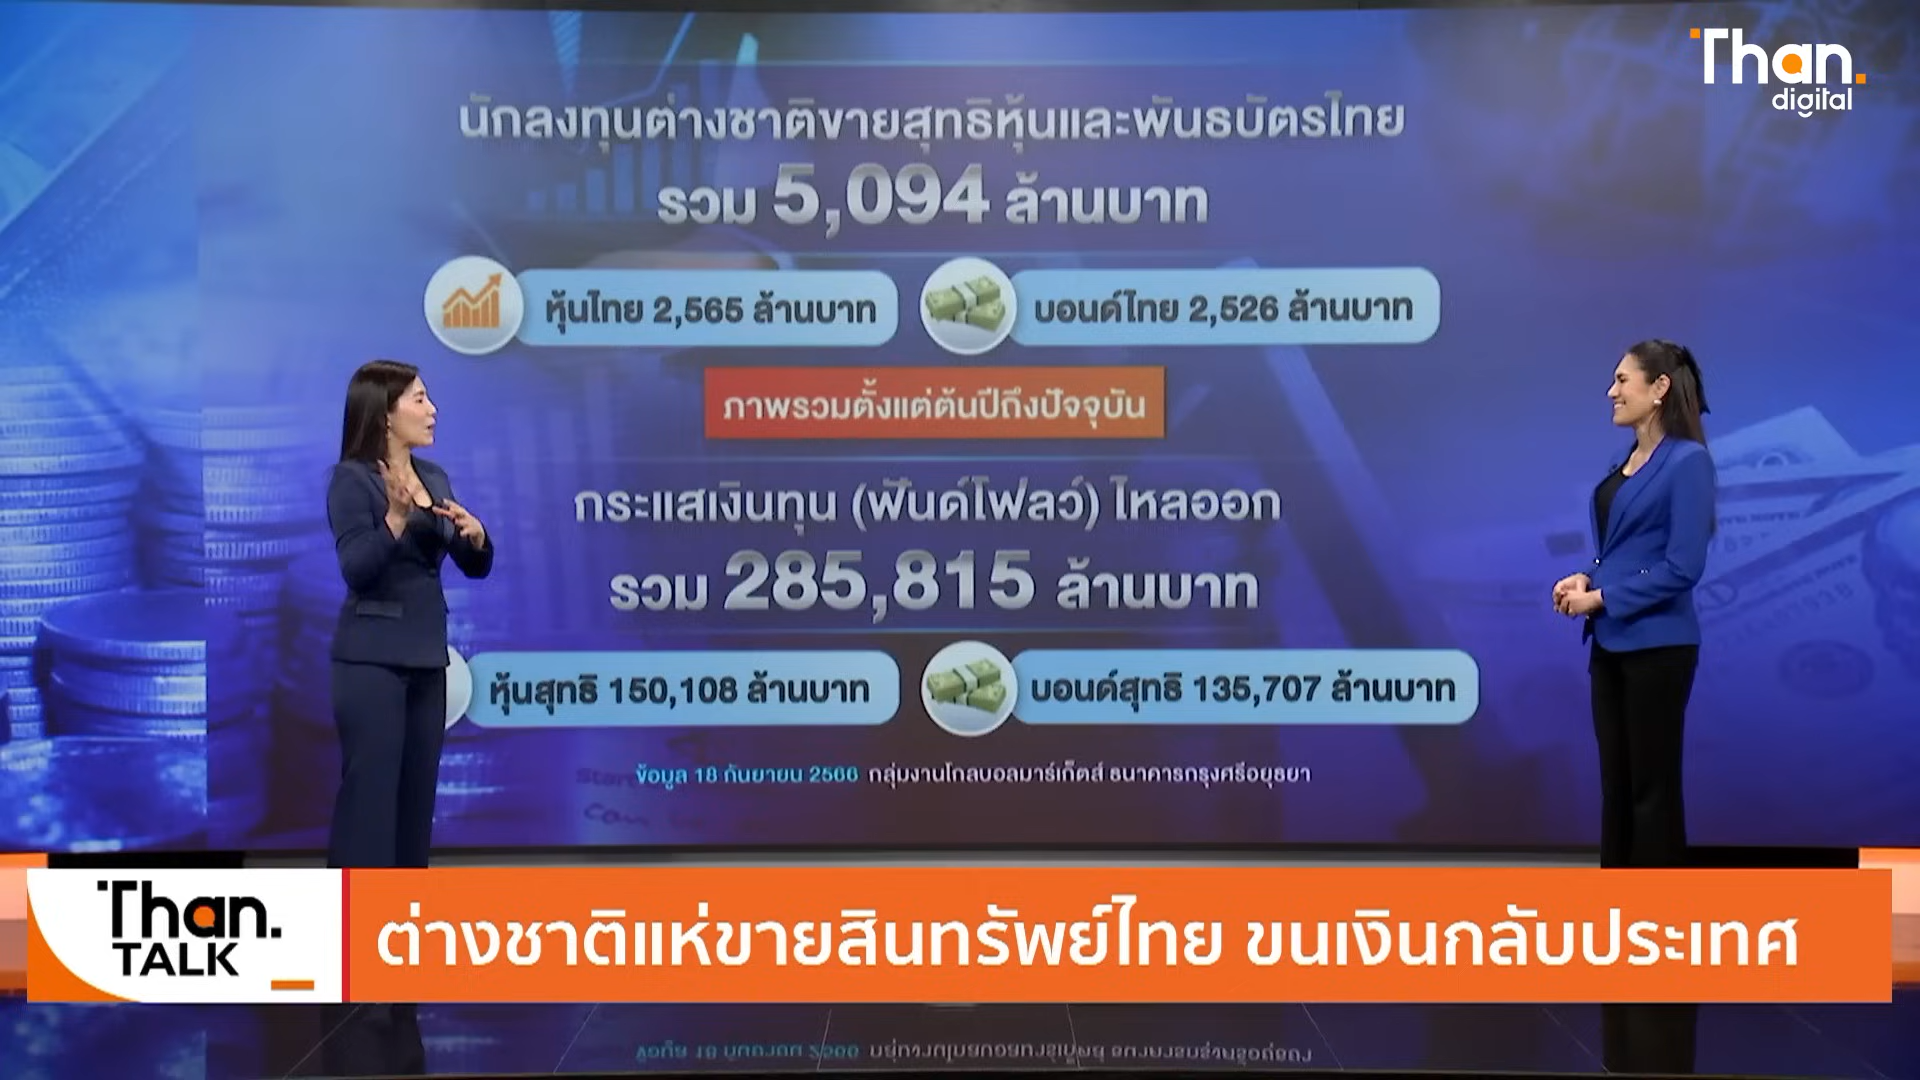 Than.
digital
นักลงทุนต่างชาติขายสุทธิหุ้นและพันธบัตรไทย
รวม 5,094 ล้านบาท
หุ้นไทย 2,565 ล้านบาท
บอนด์ไทย 2,526 ล้านบาท
ภาพรวมตั้งแต่ต้นปีถึงปัจจุบัน
กระแสเงินทุน (ฟันด์โฟลว์) ไหลออก
รวม 285,815 ล้านบาท
หุ้นสุทธิ 150,108 ล้านบาท
บอนด์สุทธิ 135,707 ล้านบาท
ข้อมูล 18 กันยายน 2566 กลุ่มงานโกลบอลมาร์เก็ตส์ ธนาคารกรุงศรีอยุธยา
Than.
TALK
ต่างชาติแห่ขายสินทรัพย์ไทย ขนเงินกลับประเทศ